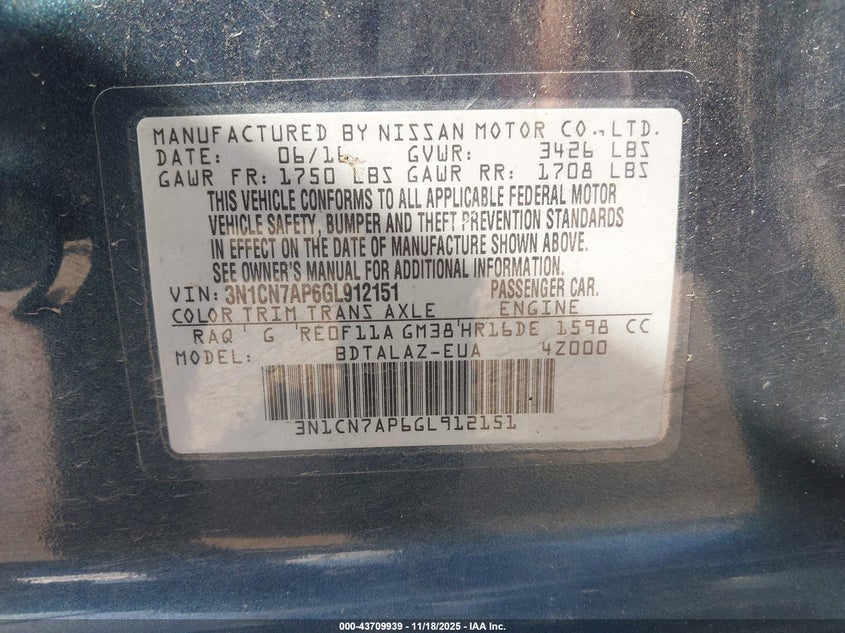 MANUFACTURED BY NISSAN MOTOR CO., LTD.
DATE: 06/16 GVWR: 3426 LBS
GAWR FR: 1750 LBS GAWR RR: 1708 LBS
THIS VEHICLE CONFORMS TO ALL APPLICABLE FEDERAL MOTOR
VEHICLE SAFETY, BUMPER AND THEFT PREVENTION STANDARDS
IN EFFECT ON THE DATE OF MANUFACTURE SHOWN ABOVE.
SEE OWNER'S MANUAL FOR ADDITIONAL INFORMATION.
VIN: 3N1CN7AP6GL912151 PASSENGER CAR.
COLOR TRIM TRANS AXLE ENGINE
RAQ G RE0F11A GM38 HR16DE 1598 CC
MODEL: BDTALAZ-EUA 4Z000
3N1CN7AP6GL912151
000-43709939 - 11/18/2025 - IAA Inc.